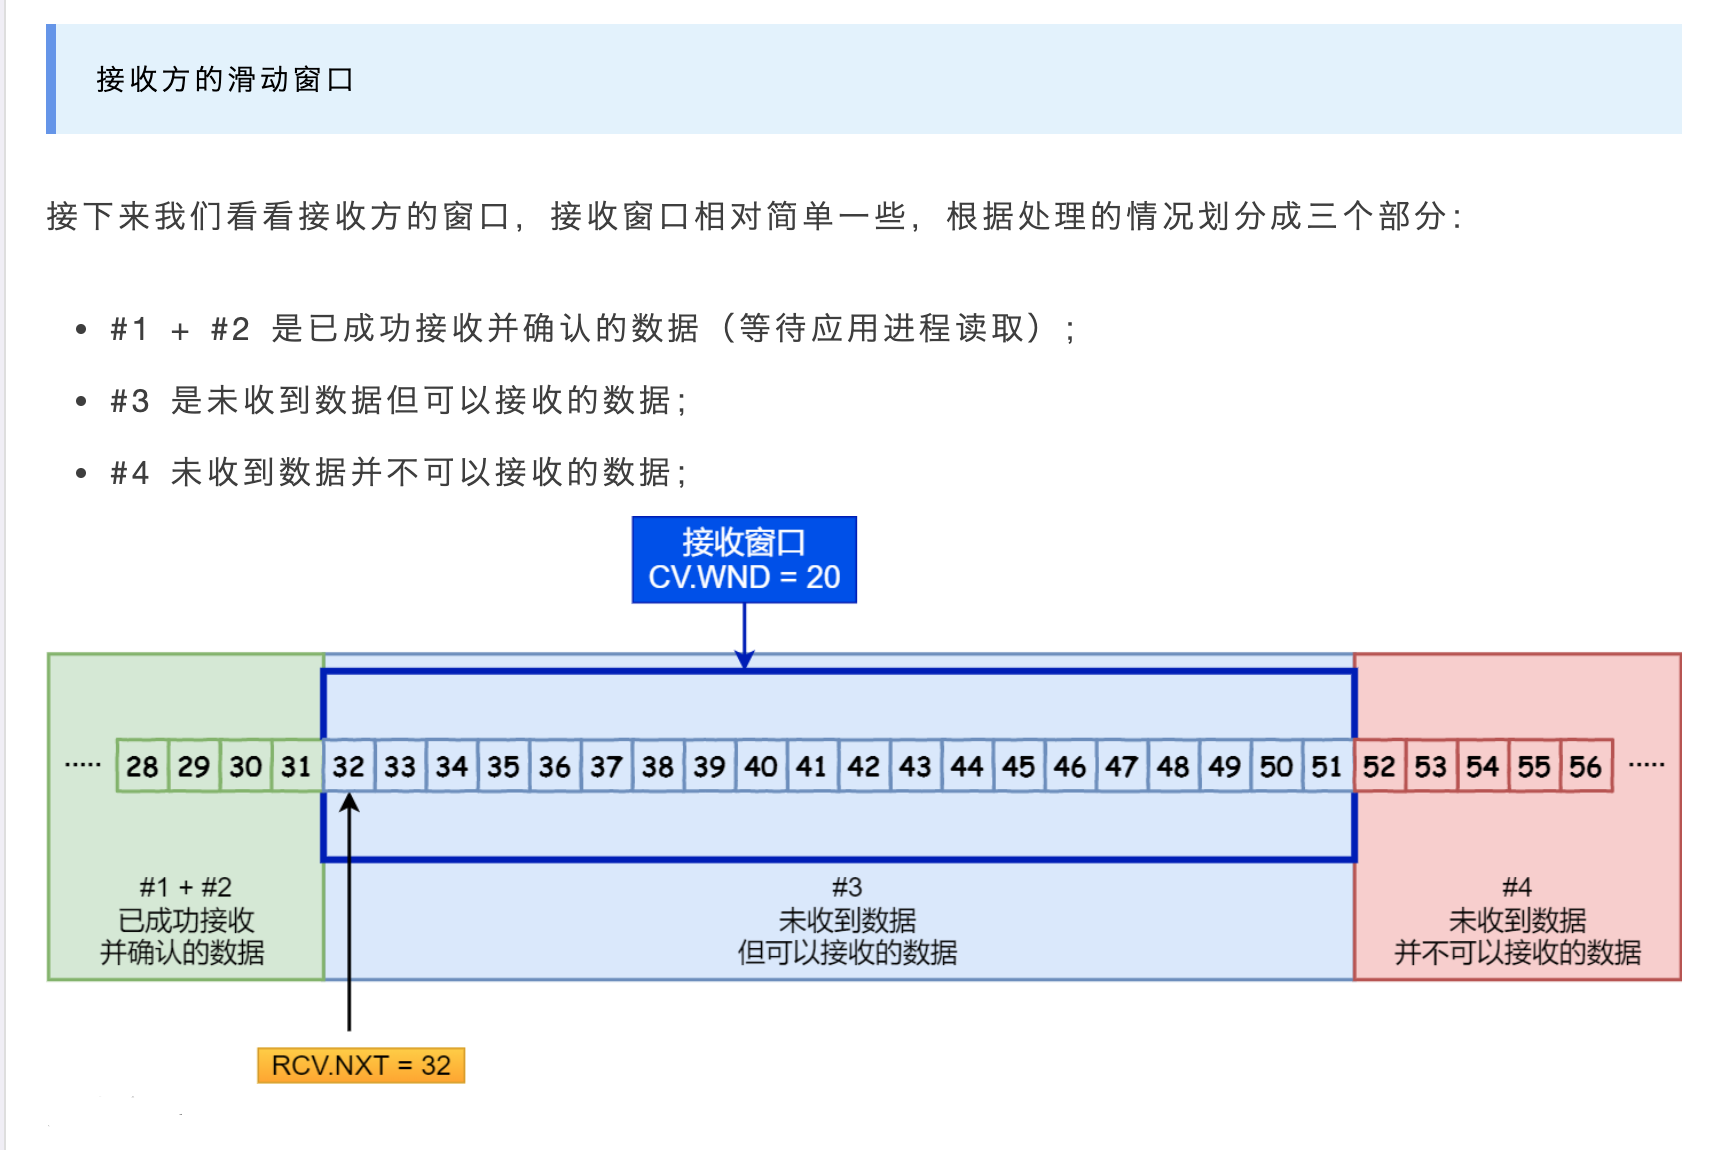 接收方的滑动窗口
接下来我们看看接收方的窗口，接收窗口相对简单一些，根据处理的情况划分成三个部分：
• #1 + #2 是已成功接收并确认的数据（等待应用进程读取）；
• #3 是未收到数据但可以接收的数据；
• #4 未收到数据并不可以接收的数据；
接收窗口
CV.WND = 20
····· 28 29 30 31 32 33 34 35 36 37 38 39 40 41 42 43 44 45 46 47 48 49 50 51 52 53 54 55 56 ·····
#1 + #2
已成功接收
并确认的数据
#3
未收到数据
但可以接收的数据
#4
未收到数据
并不可以接收的数据
RCV.NXT = 32